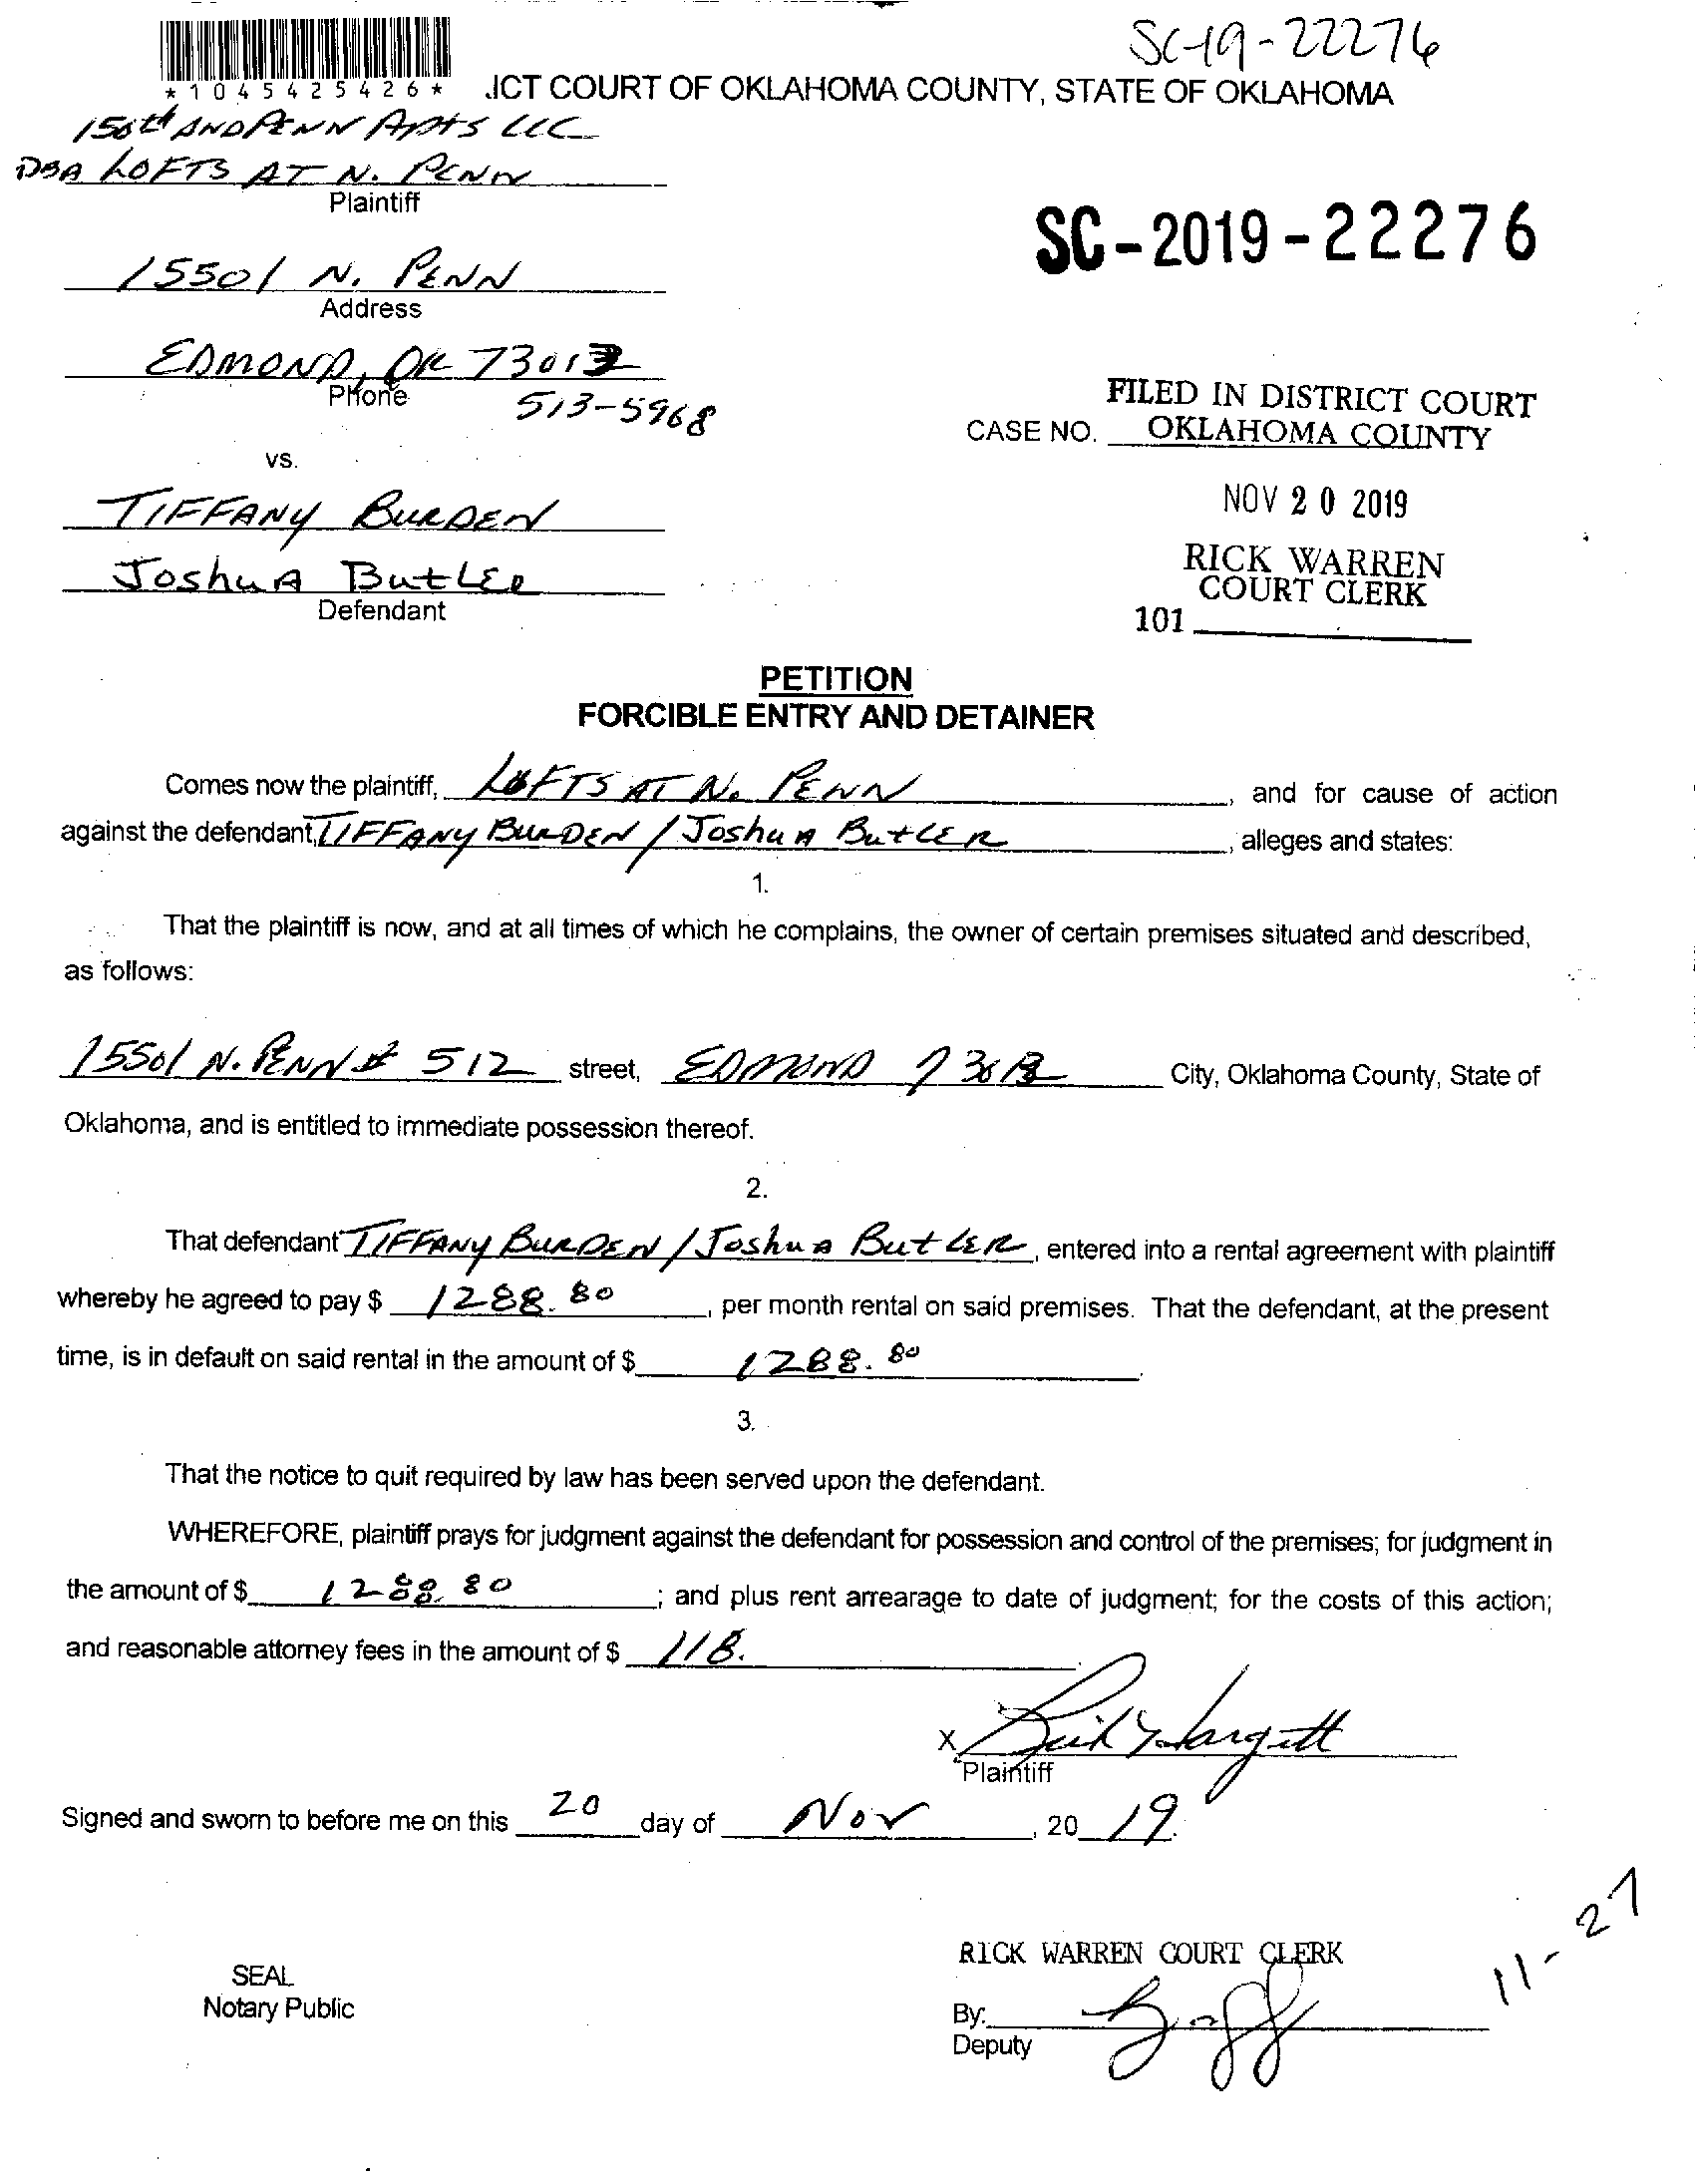 SC-19-22276
*1045425426*
.ICT COURT OF OKLAHOMA COUNTY, STATE OF OKLAHOMA
150th AND PENN APTS LLC
DBA LOFTS AT N. PENN
Plaintiff
SC-2019-22276
15501 N. PENN
Address
EDMOND, OK 73013
Phone
513-5968
FILED IN DISTRICT COURT
CASE NO. OKLAHOMA COUNTY
vs.
NOV 20 2019
TIFFANY BURDEN
RICK WARREN
COURT CLERK
Joshua Butler
Defendant
101
PETITION
FORCIBLE ENTRY AND DETAINER
Comes now the plaintiff, LOFTS AT N. PENN, and for cause of action
against the defendant, TIFFANY BURDEN / Joshua Butler, alleges and states:
1.
That the plaintiff is now, and at all times of which he complains, the owner of certain premises situated and described,
as follows:
15501 N. PENN # 512 street, EDMOND 73013 City, Oklahoma County, State of
Oklahoma, and is entitled to immediate possession thereof.
2.
That defendant TIFFANY BURDEN / Joshua Butler, entered into a rental agreement with plaintiff
whereby he agreed to pay $ 1288.80, per month rental on said premises. That the defendant, at the present
time, is in default on said rental in the amount of $ 1288.80.
3.
That the notice to quit required by law has been served upon the defendant.
WHEREFORE, plaintiff prays for judgment against the defendant for possession and control of the premises; for judgment in
the amount of $ 1288.80; and plus rent arrearage to date of judgment; for the costs of this action;
and reasonable attorney fees in the amount of $ 118.
X
Plaintiff
Signed and sworn to before me on this 20 day of Nov, 20 19.
11-27
RICK WARREN COURT CLERK
SEAL
Notary Public
By:
Deputy